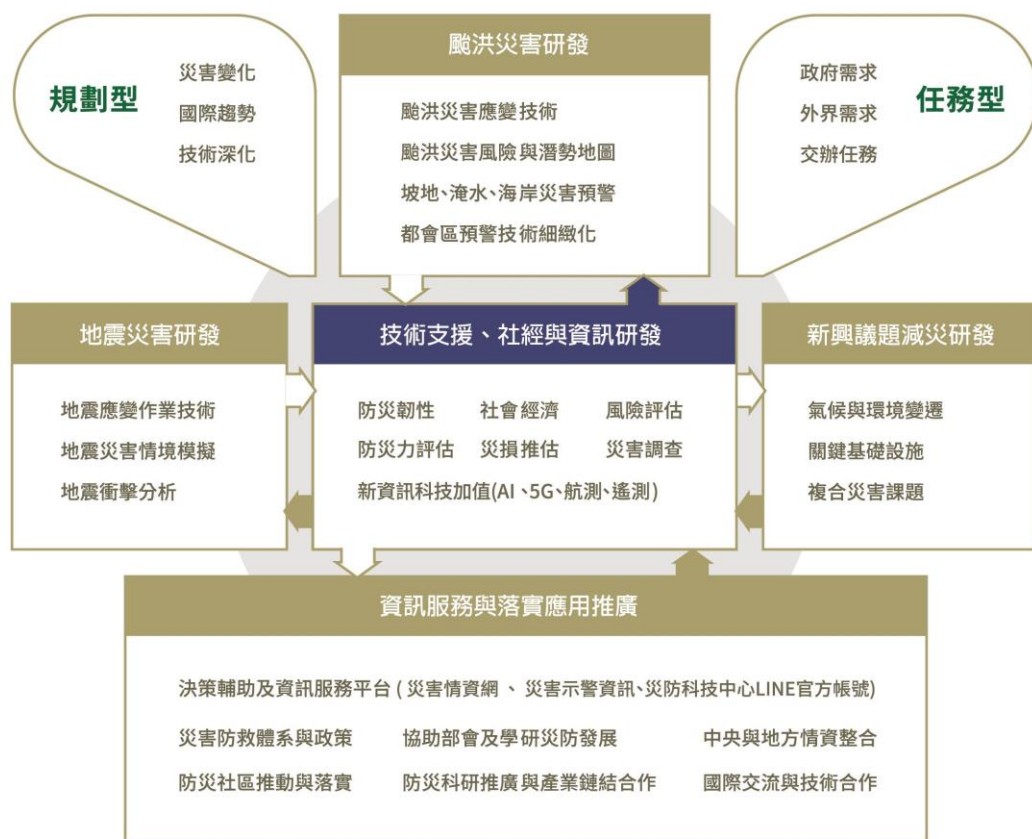 規劃型
災害變化
國際趨勢
技術深化
颱洪災害研發
颱洪災害應變技術
颱洪災害風險與潛勢地圖
坡地、淹水、海岸災害預警
都會區預警技術細緻化
政府需求
外界需求
交辦任務
任務型
地震災害研發
地震應變作業技術
地震災害情境模擬
地震衝擊分析
技術支援、社經與資訊研發
防災韌性 社會經濟 風險評估
防災力評估 災損推估 災害調查
新資訊科技加值(AI、5G、航測、遙測)
新興議題減災研發
氣候與環境變遷
關鍵基礎設施
複合災害課題
資訊服務與落實應用推廣
決策輔助及資訊服務平台 ( 災害情資網 、 災害示警資訊、災防科技中心LINE官方帳號)
災害防救體系與政策 協助部會及學研災防發展 中央與地方情資整合
防災社區推動與落實 防災科研推廣與產業鏈結合作 國際交流與技術合作